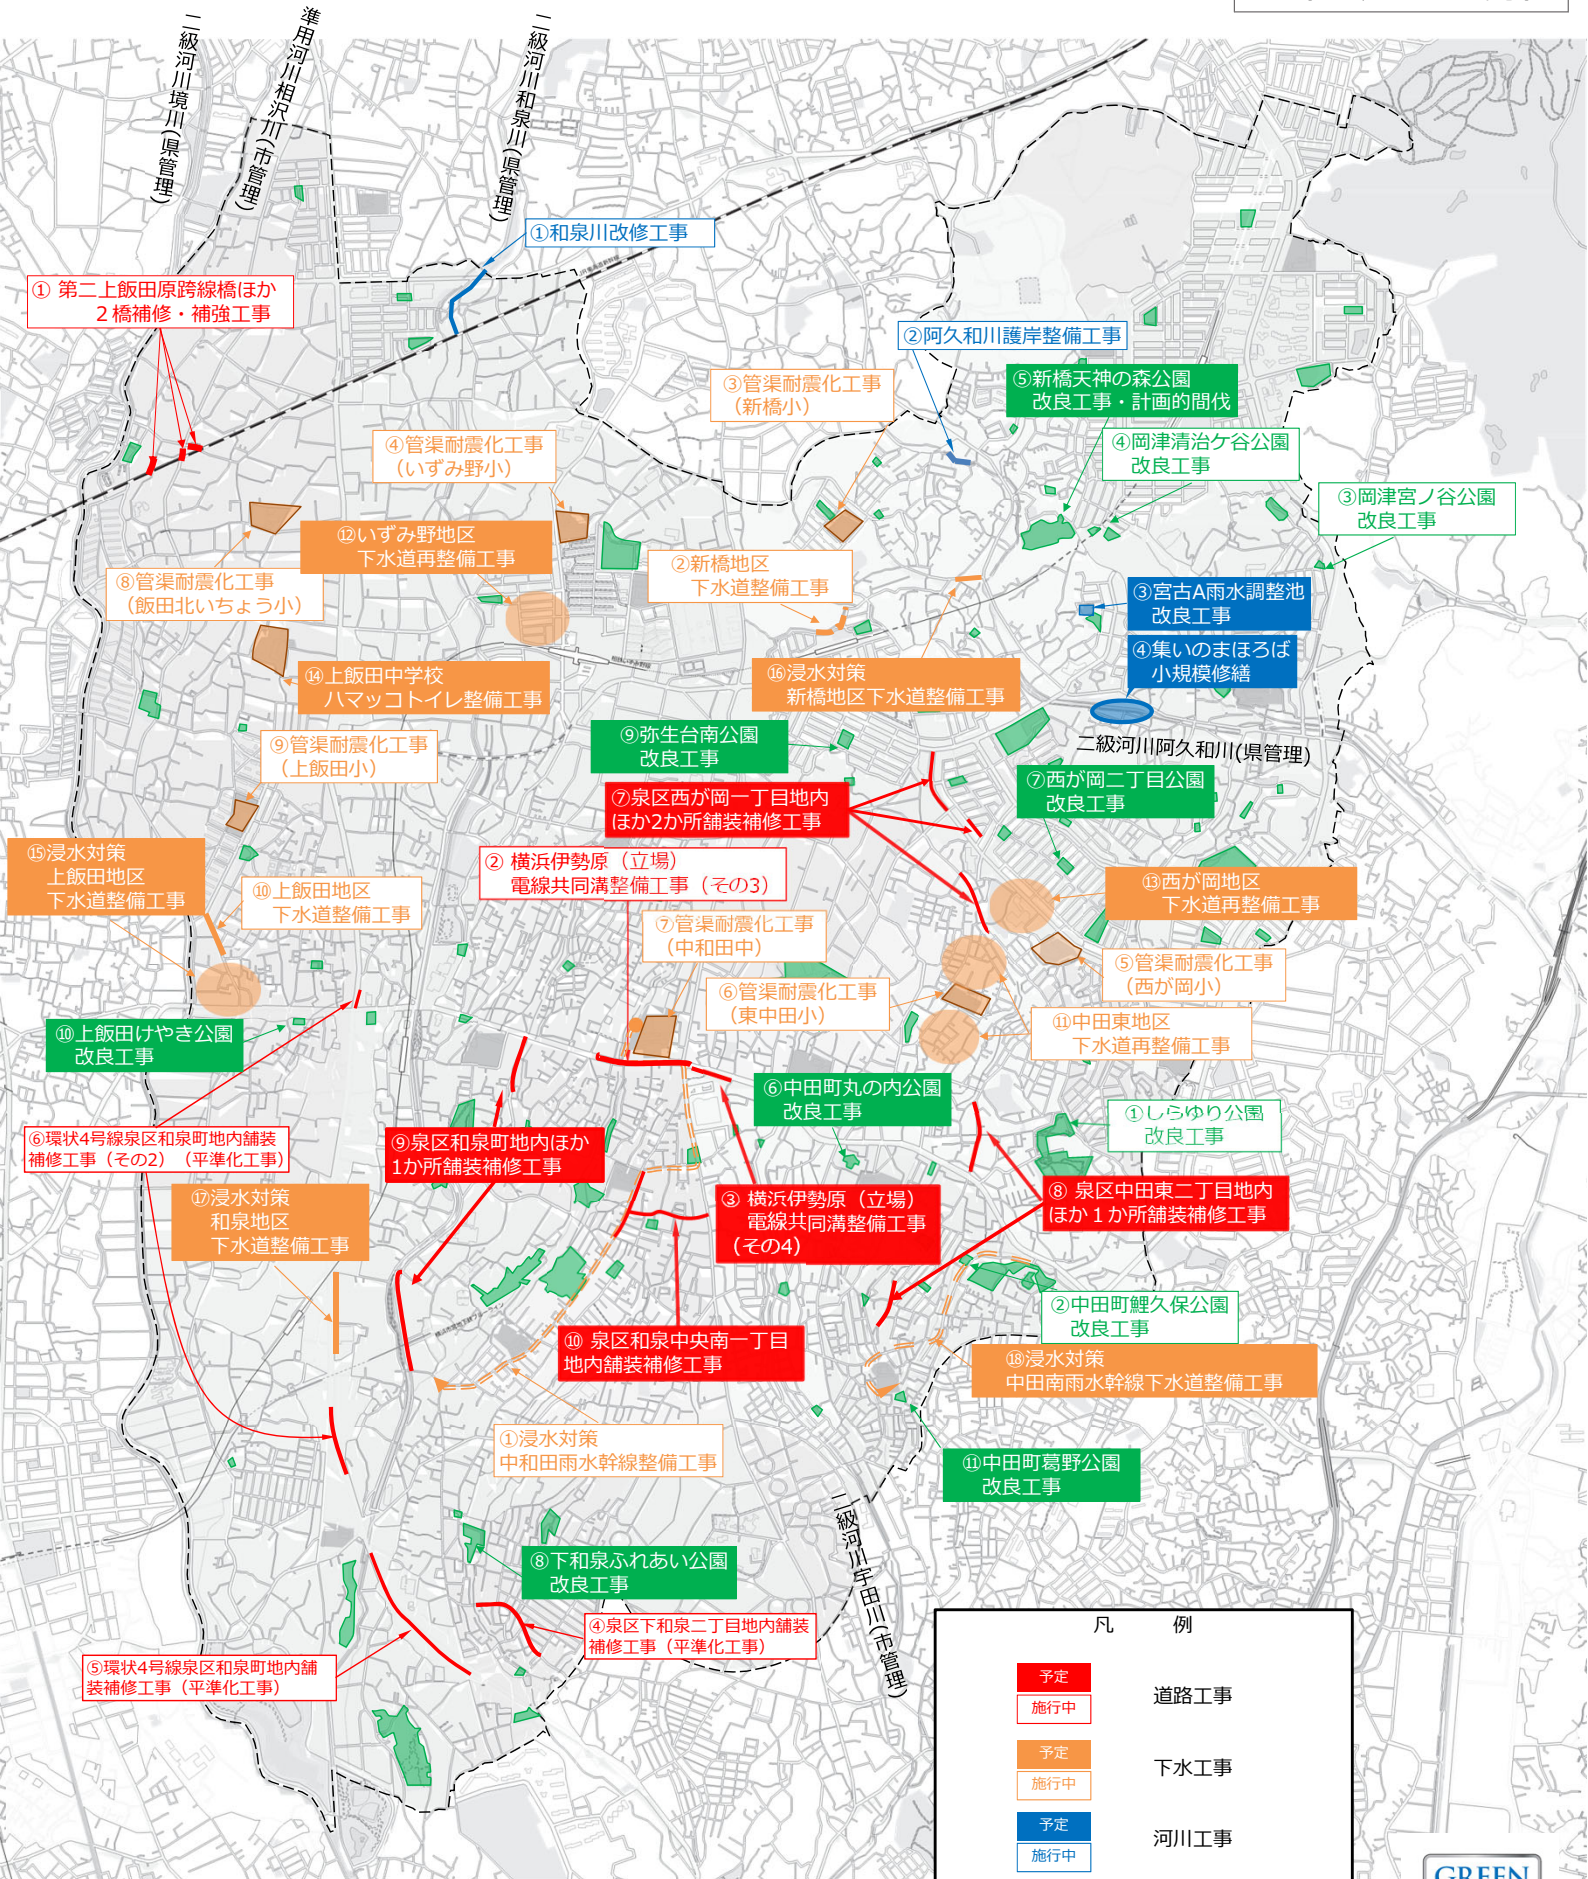 二級河川境川(県管理)
準用河川相沢川(市管理)
二級河川和泉川(県管理)
①和泉川改修工事
① 第二上飯田原跨線橋ほか
２橋補修・補強工事
②阿久和川護岸整備工事
③管渠耐震化工事
(新橋小)
⑤新橋天神の森公園
改良工事・計画的間伐
④管渠耐震化工事
（いずみ野小）
④岡津清治ケ谷公園
改良工事
③岡津宮ノ谷公園
改良工事
⑫いずみ野地区
下水道再整備工事
②新橋地区
下水道整備工事
⑧管渠耐震化工事
（飯田北いちょう小）
③宮古A雨水調整池
改良工事
④集いのまほろば
小規模修繕
⑭上飯田中学校
ハマッコトイレ整備工事
⑯浸水対策
新橋地区下水道整備工事
⑨管渠耐震化工事
（上飯田小）
⑨弥生台南公園
改良工事
二級河川阿久和川(県管理)
⑦西が岡二丁目公園
改良工事
⑦泉区西が岡一丁目地内
ほか2か所舗装補修工事
⑮浸水対策
上飯田地区
下水道整備工事
② 横浜伊勢原（立場）
電線共同溝整備工事（その3）
⑩上飯田地区
下水道整備工事
⑬西が岡地区
下水道再整備工事
⑦管渠耐震化工事
（中和田中）
⑤管渠耐震化工事
（西が岡小）
⑥管渠耐震化工事
（東中田小）
⑩上飯田けやき公園
改良工事
⑪中田東地区
下水道再整備工事
⑥中田町丸の内公園
改良工事
①しらゆり公園
改良工事
⑥環状4号線泉区和泉町地内舗装
補修工事（その2）（平準化工事）
⑨泉区和泉町地内ほか
1か所舗装補修工事
⑰浸水対策
和泉地区
下水道整備工事
③ 横浜伊勢原（立場）
電線共同溝整備工事
（その4）
⑧ 泉区中田東二丁目地内
ほか１か所舗装補修工事
②中田町鯉久保公園
改良工事
⑩ 泉区和泉中央南一丁目
地内舗装補修工事
⑱浸水対策
中田南雨水幹線下水道整備工事
①浸水対策
中和田雨水幹線整備工事
⑪中田町葛野公園
改良工事
二級河川宇田川(市管理)
⑧下和泉ふれあい公園
改良工事
④泉区下和泉二丁目地内舗装
補修工事（平準化工事）
⑤環状4号線泉区和泉町地内舗
装補修工事（平準化工事）
凡　例
予定
施行中
道路工事
予定
施行中
下水工事
予定
施行中
河川工事
GREEN